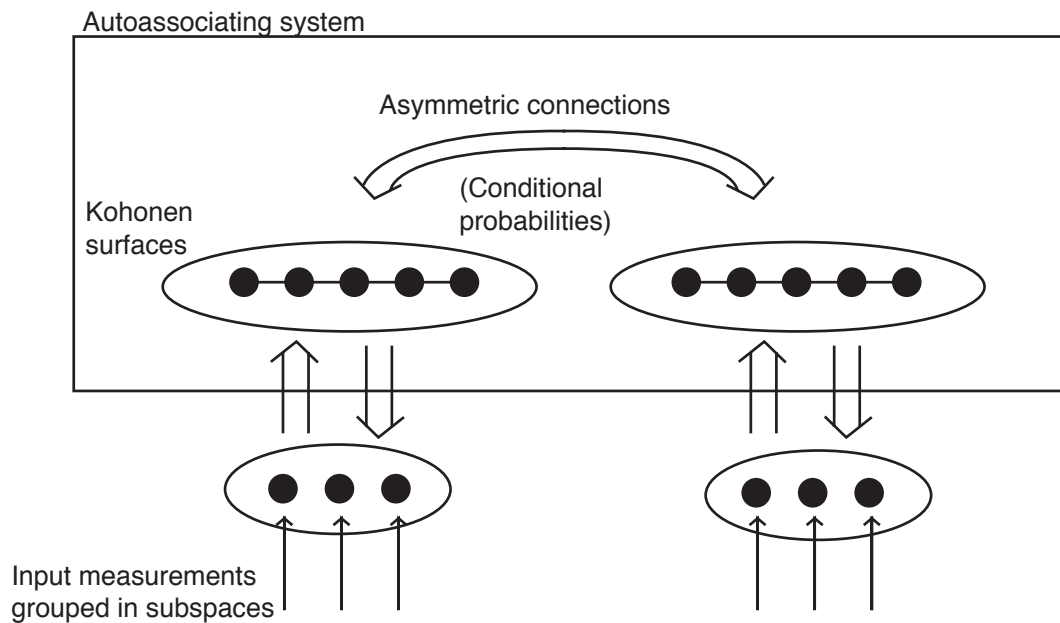 Autoassociating system
Asymmetric connections
(Conditional
probabilities)
Kohonen
surfaces
Input measurements
grouped in subspaces